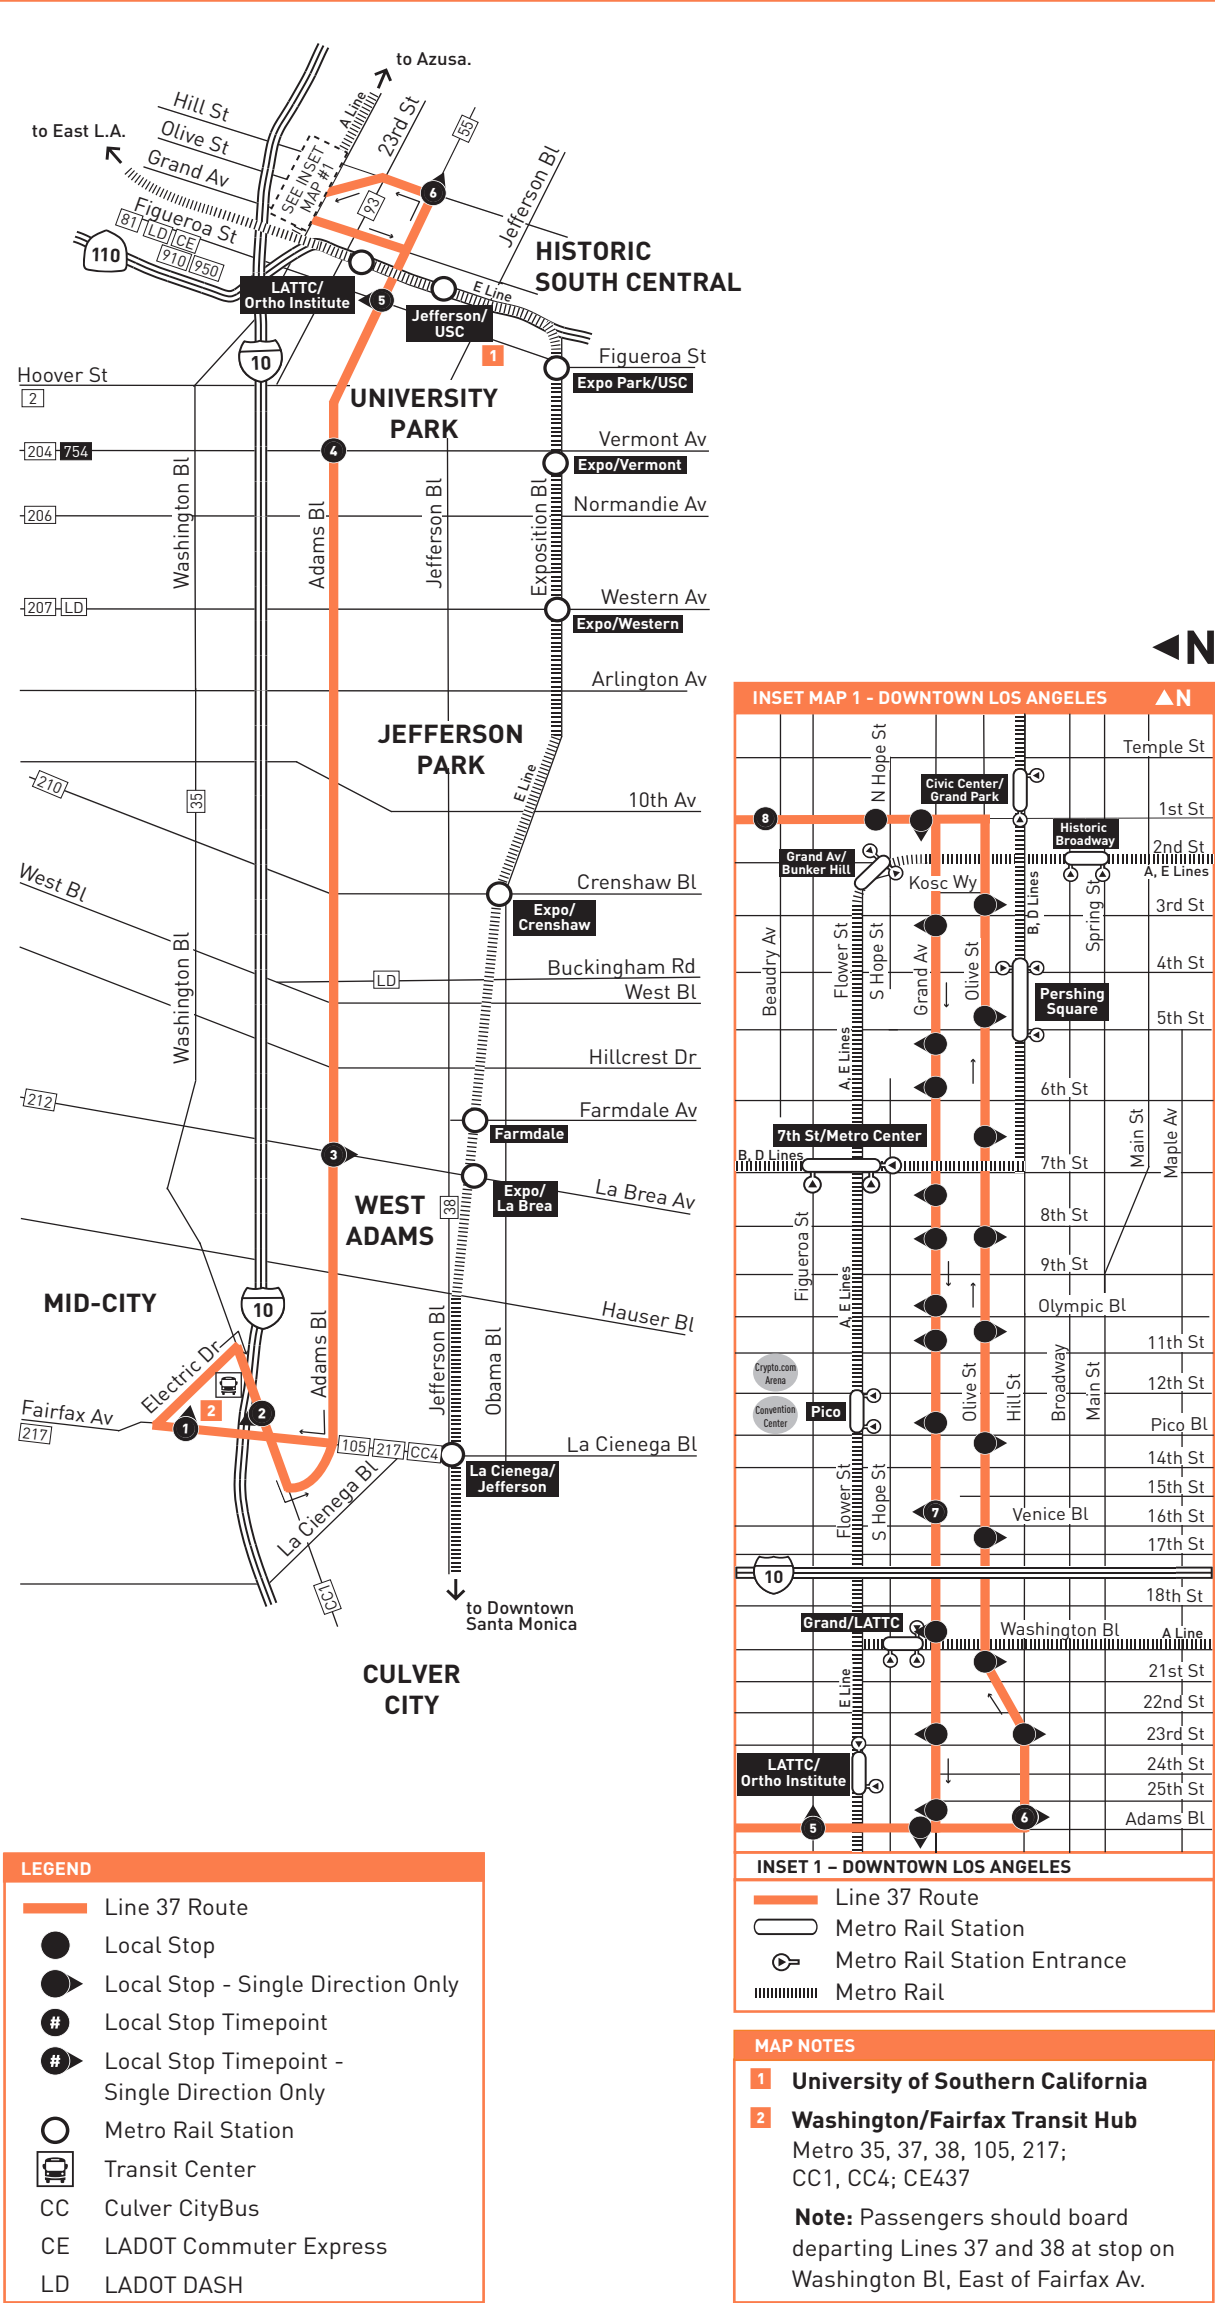 to Azusa.
A Line
23rd St
55
Hill St
Olive St
Grand Av
to East L.A.
SEE INSET
MAP #1
Jefferson Bl
6
93
Figueroa St
81
LD
CE
910
950
110
HISTORIC
SOUTH CENTRAL
LATTC/
Ortho Institute
5
E Line
Jefferson/
USC
1
10
Figueroa St
Expo Park/USC
Hoover St
2
UNIVERSITY
PARK
204
754
4
Vermont Av
Expo/Vermont
Washington Bl
Adams Bl
Jefferson Bl
Exposition Bl
206
Normandie Av
207
LD
Western Av
Expo/Western
Arlington Av
JEFFERSON
PARK
E Line
210
35
10th Av
West Bl
Crenshaw Bl
Expo/
Crenshaw
Washington Bl
LD
Buckingham Rd
West Bl
Hillcrest Dr
212
Farmdale Av
Farmdale
3
Expo/
La Brea
La Brea Av
38
WEST
ADAMS
MID-CITY
10
Hauser Bl
Electric Dr
Adams Bl
Jefferson Bl
Obama Bl
Fairfax Av
217
1
2
2
105
217
CC4
La Cienega Bl
La Cienega/
Jefferson
La Cienega Bl
CC1
to Downtown
Santa Monica
CULVER
CITY
N
INSET MAP 1 - DOWNTOWN LOS ANGELES
N
Temple St
N Hope St
Civic Center/
Grand Park
8
1st St
Historic
Broadway
2nd St
A, E Lines
Grand Av/
Bunker Hill
Kosc Wy
3rd St
B, D Lines
Spring St
Beaudry Av
Flower St
S Hope St
Grand Av
Olive St
4th St
Pershing
Square
5th St
A, E Lines
6th St
Main St
Maple Av
7th St/Metro Center
B, D Lines
7th St
Figueroa St
8th St
9th St
A, E Lines
Olympic Bl
11th St
Crypto.com
Arena
Convention
Center
Pico
Olive St
Hill St
Broadway
Main St
12th St
Pico Bl
14th St
15th St
Flower St
S Hope St
7
Venice Bl
16th St
17th St
10
18th St
Grand/LATTC
Washington Bl
A Line
E Line
21st St
22nd St
23rd St
LATTC/
Ortho Institute
24th St
25th St
5
6
Adams Bl
INSET 1 – DOWNTOWN LOS ANGELES
Line 37 Route
Metro Rail Station
Metro Rail Station Entrance
Metro Rail
LEGEND
Line 37 Route
Local Stop
Local Stop - Single Direction Only
# Local Stop Timepoint
# Local Stop Timepoint -
Single Direction Only
Metro Rail Station
Transit Center
CC Culver CityBus
CE LADOT Commuter Express
LD LADOT DASH
MAP NOTES
1 University of Southern California
2 Washington/Fairfax Transit Hub
Metro 35, 37, 38, 105, 217;
CC1, CC4; CE437
Note: Passengers should board
departing Lines 37 and 38 at stop on
Washington Bl, East of Fairfax Av.